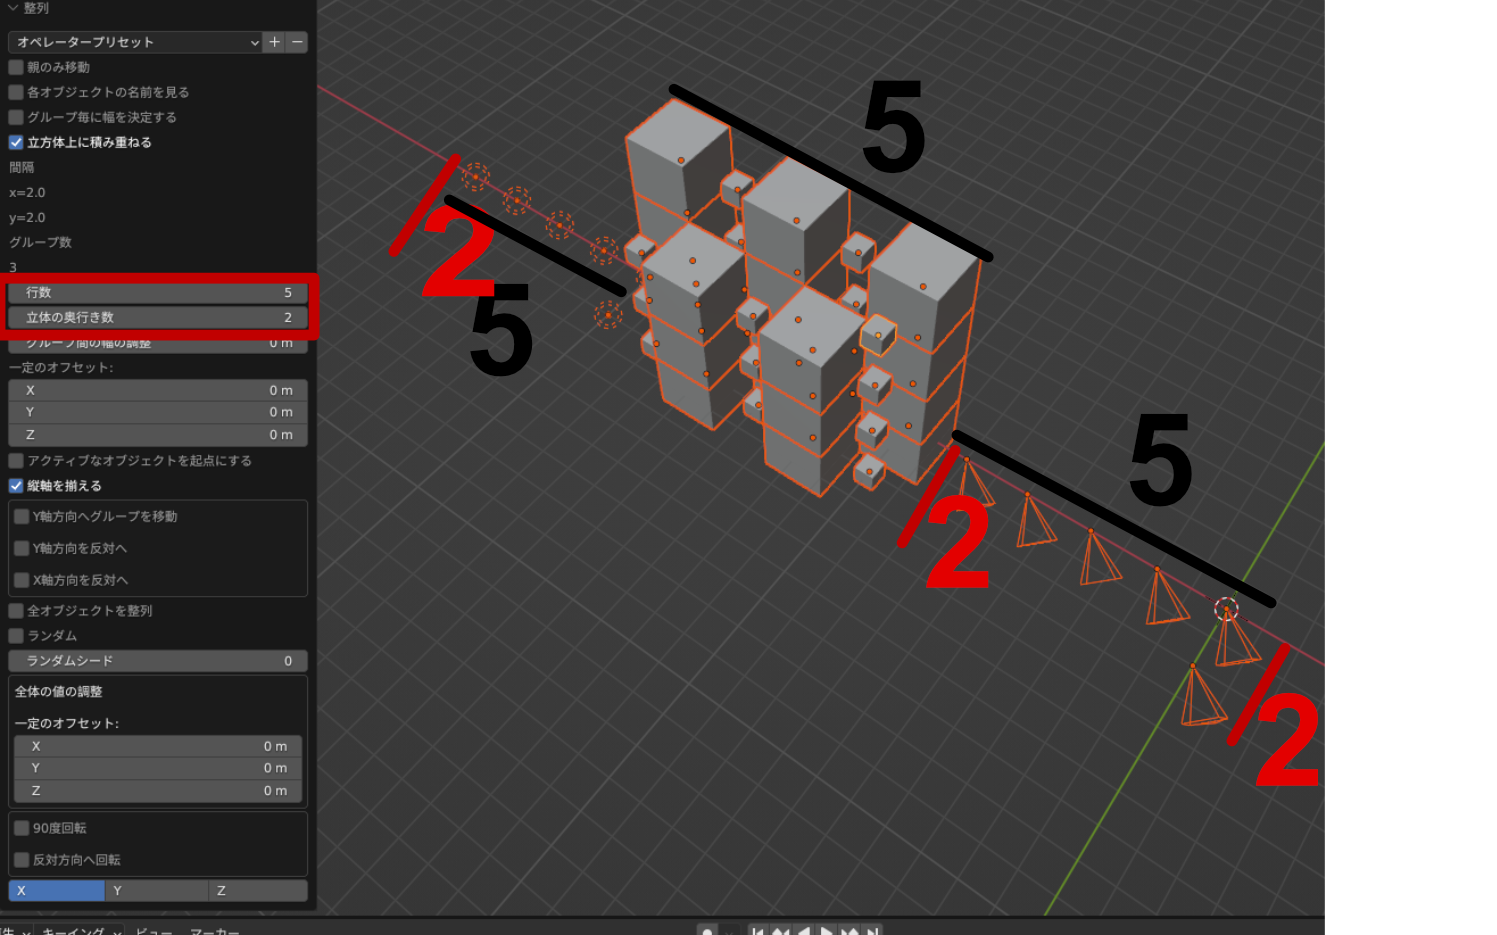 整列
オペレータープリセット
親のみ移動
各オブジェクトの名前を見る
グループ毎に幅を決定する
立方体上に積み重ねる
間隔
x=2.0
y=2.0
グループ数
3
行数 5
立体の奥行き数 2
グループ間の幅の調整 0 m
一定のオフセット:
X 0 m
Y 0 m
Z 0 m
アクティブなオブジェクトを起点にする
縦軸を揃える
Y軸方向へグループを移動
Y軸方向を反対へ
X軸方向を反対へ
全オブジェクトを整列
ランダム
ランダムシード 0
全体の値の調整
一定のオフセット:
X 0 m
Y 0 m
Z 0 m
90度回転
反対方向へ回転
X Y Z
5
2
5
5
2
2
生 キーイング ビュー マーカー